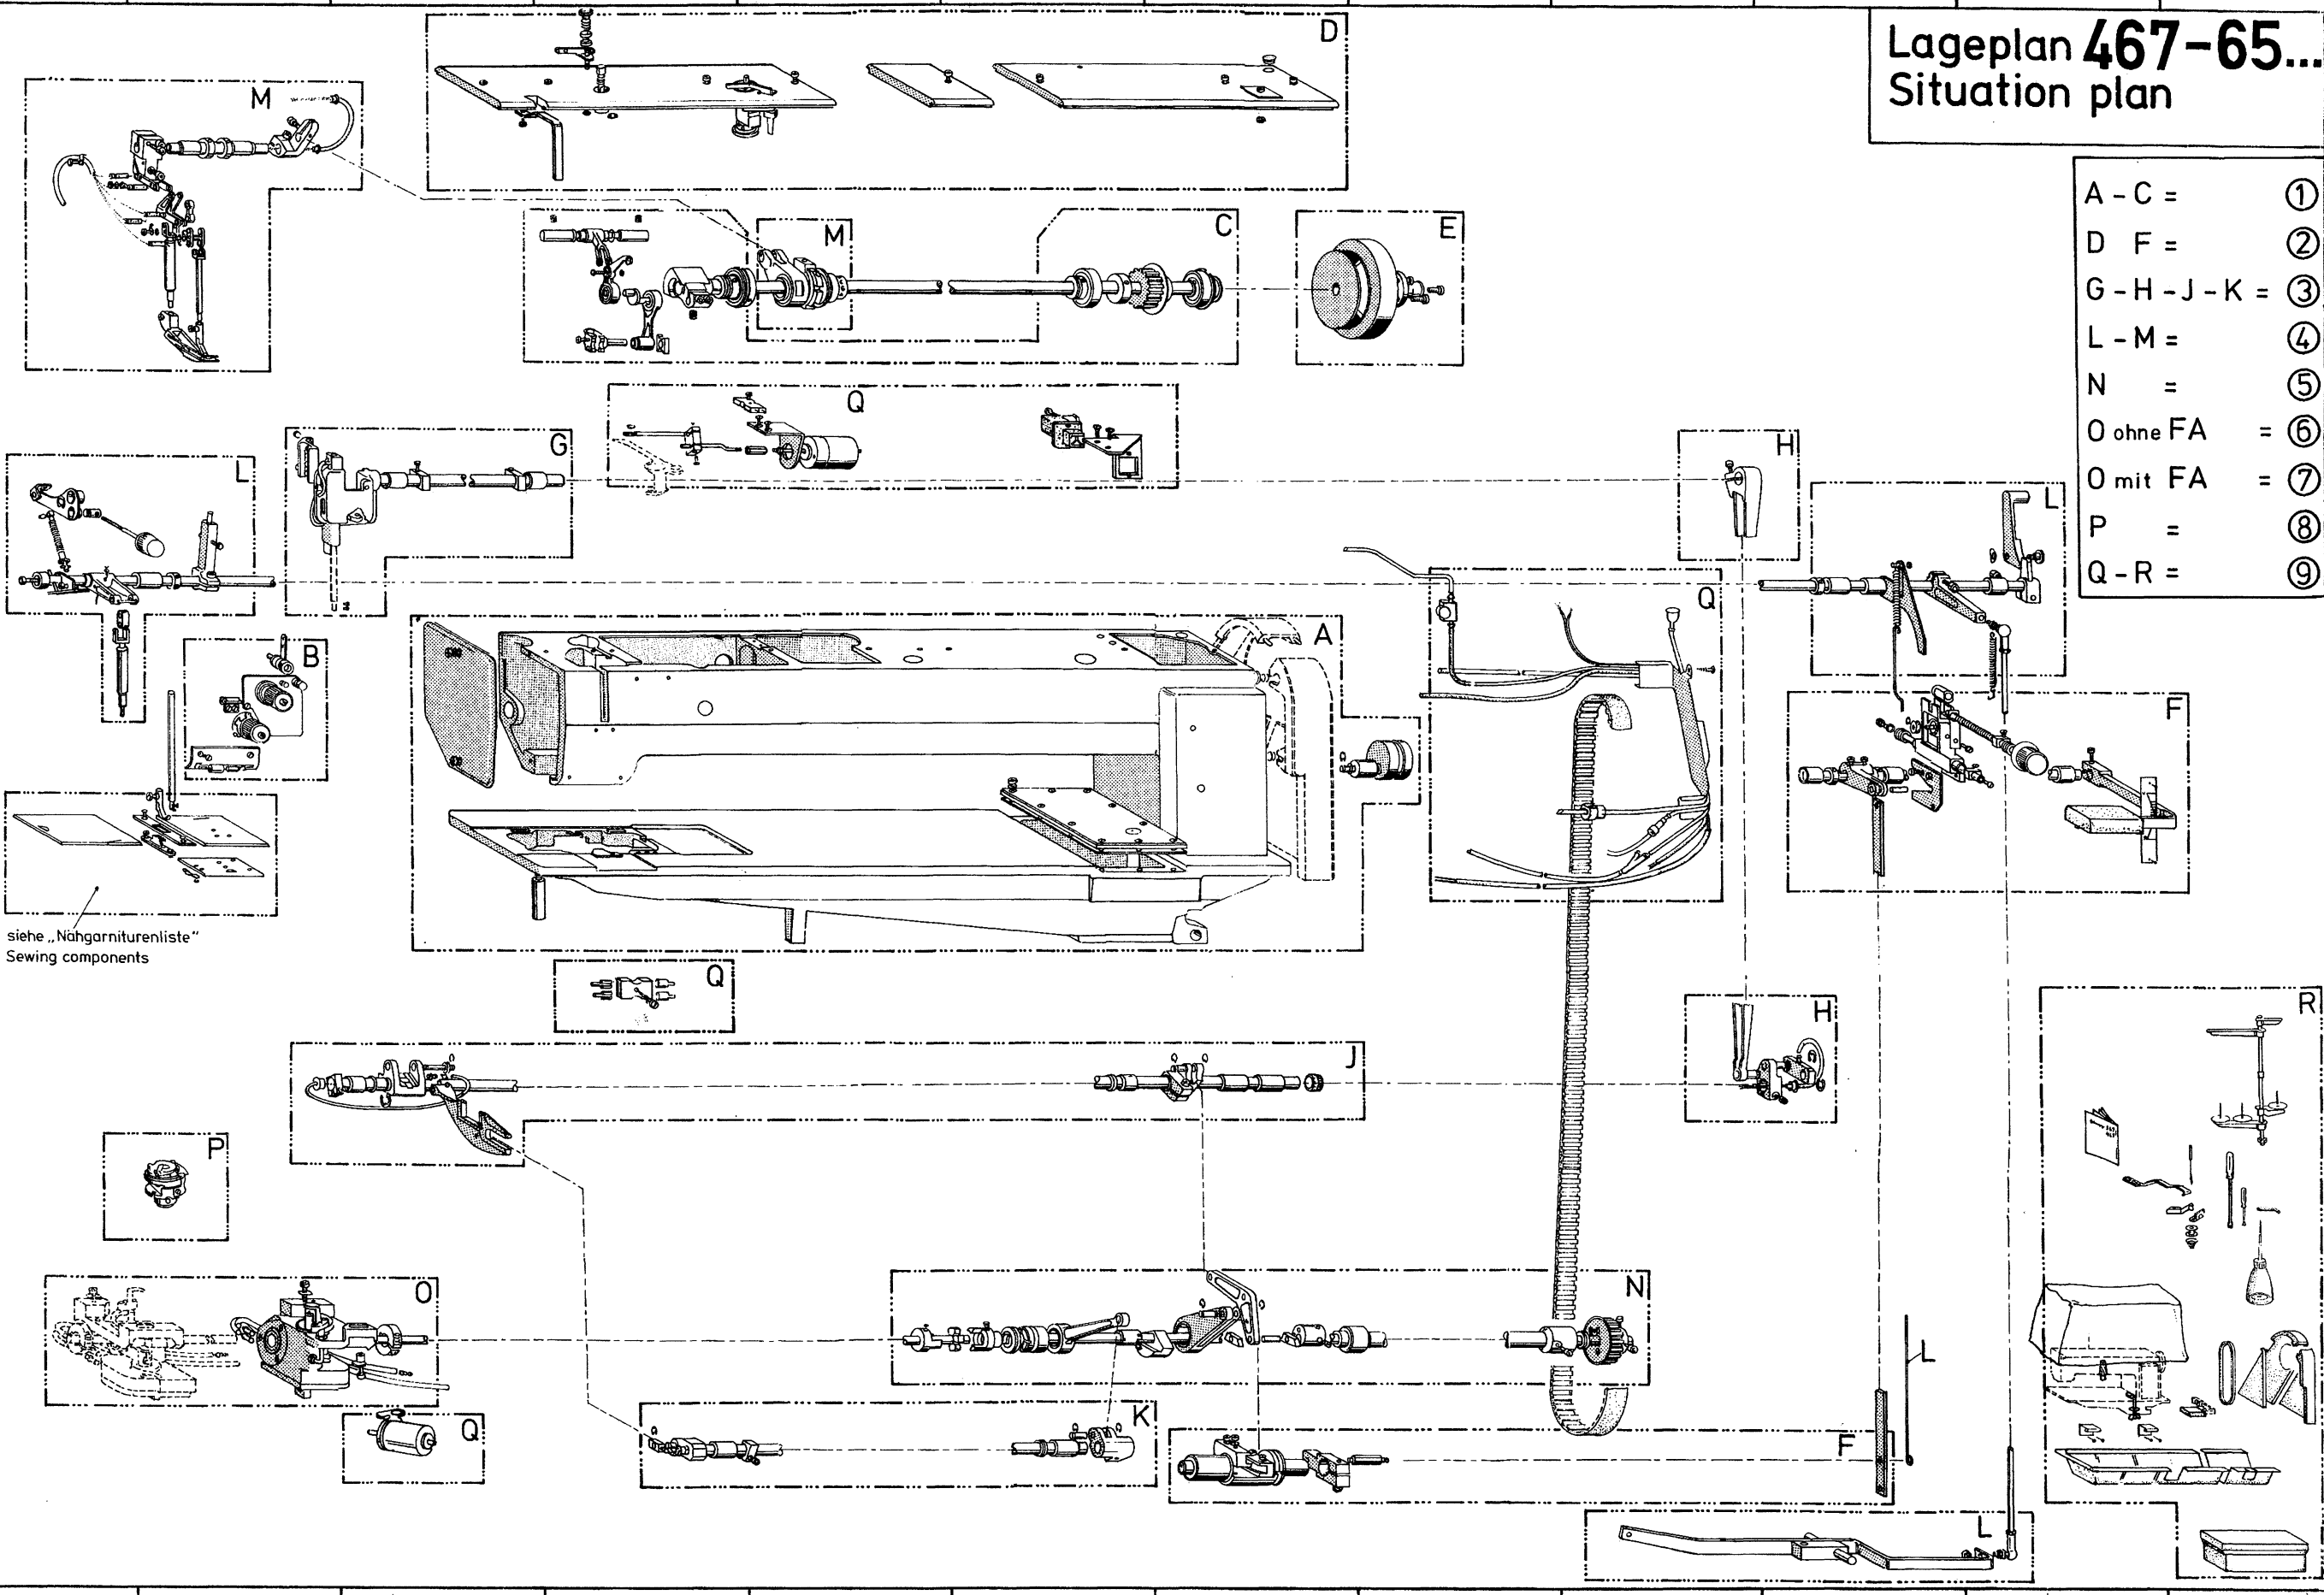 Lageplan 467-65...
Situation plan
A - C = ①
D F = ②
G - H - J - K = ③
L - M = ④
N = ⑤
O ohne FA = ⑥
O mit FA = ⑦
P = ⑧
Q - R = ⑨
D
M
M
C
E
Q
G
H
L
L
B
A
Q
F
siehe „Nähgarniturenliste"
Sewing components
Q
H
R
J
P
O
N
L
Q
K
F
L